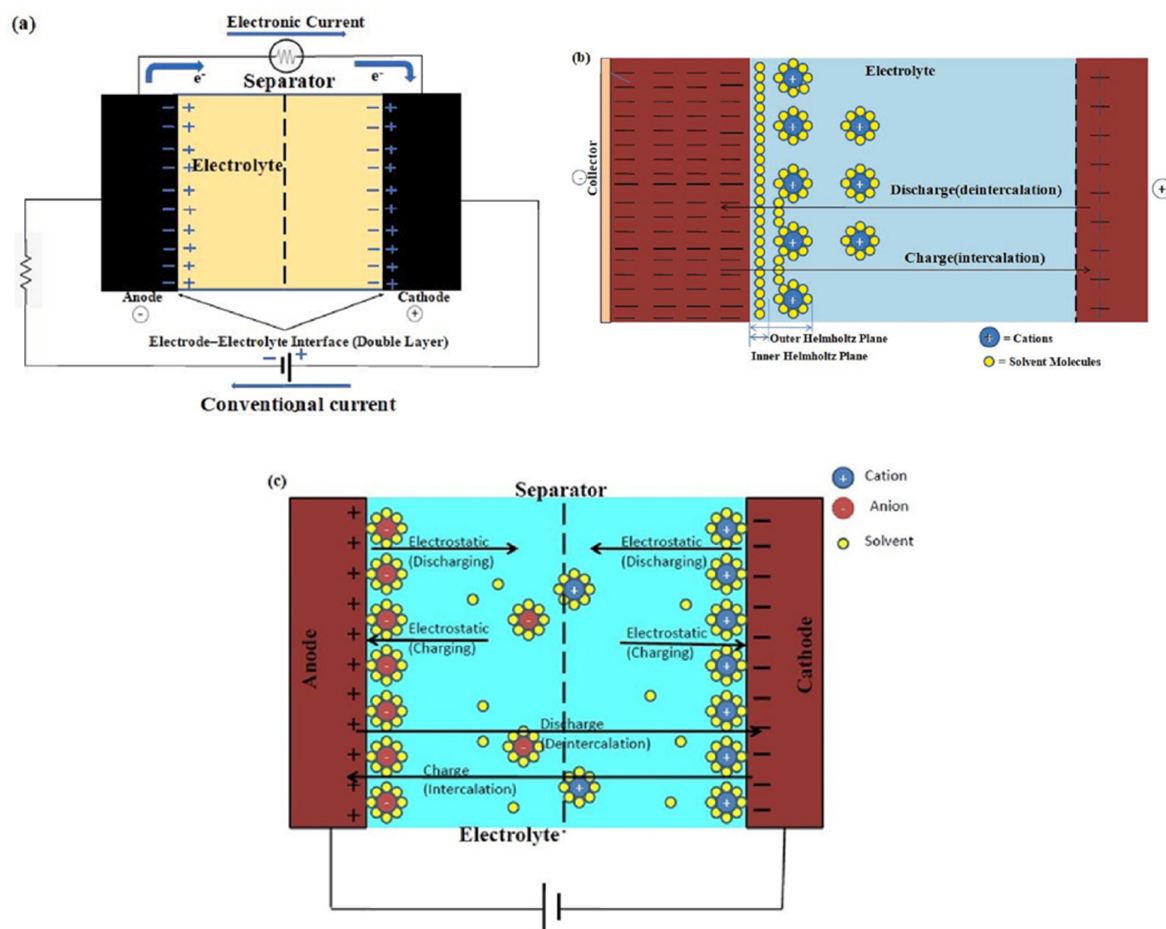 (a)
Electronic Current
e-
e-
Separator
Electrolyte
Anode
Cathode
Electrode–Electrolyte Interface (Double Layer)
Conventional current
(b)
Electrolyte
Collector
Discharge(deintercalation)
Charge(intercalation)
Outer Helmholtz Plane
Inner Helmholtz Plane
= Cations
= Solvent Molecules
(c)
Separator
Cation
Anion
Solvent
Electrostatic
(Discharging)
Electrostatic
(Discharging)
Electrostatic
(Charging)
Electrostatic
(Charging)
Anode
Cathode
Discharge
(Deintercalation)
Charge
(Intercalation)
Electrolyte